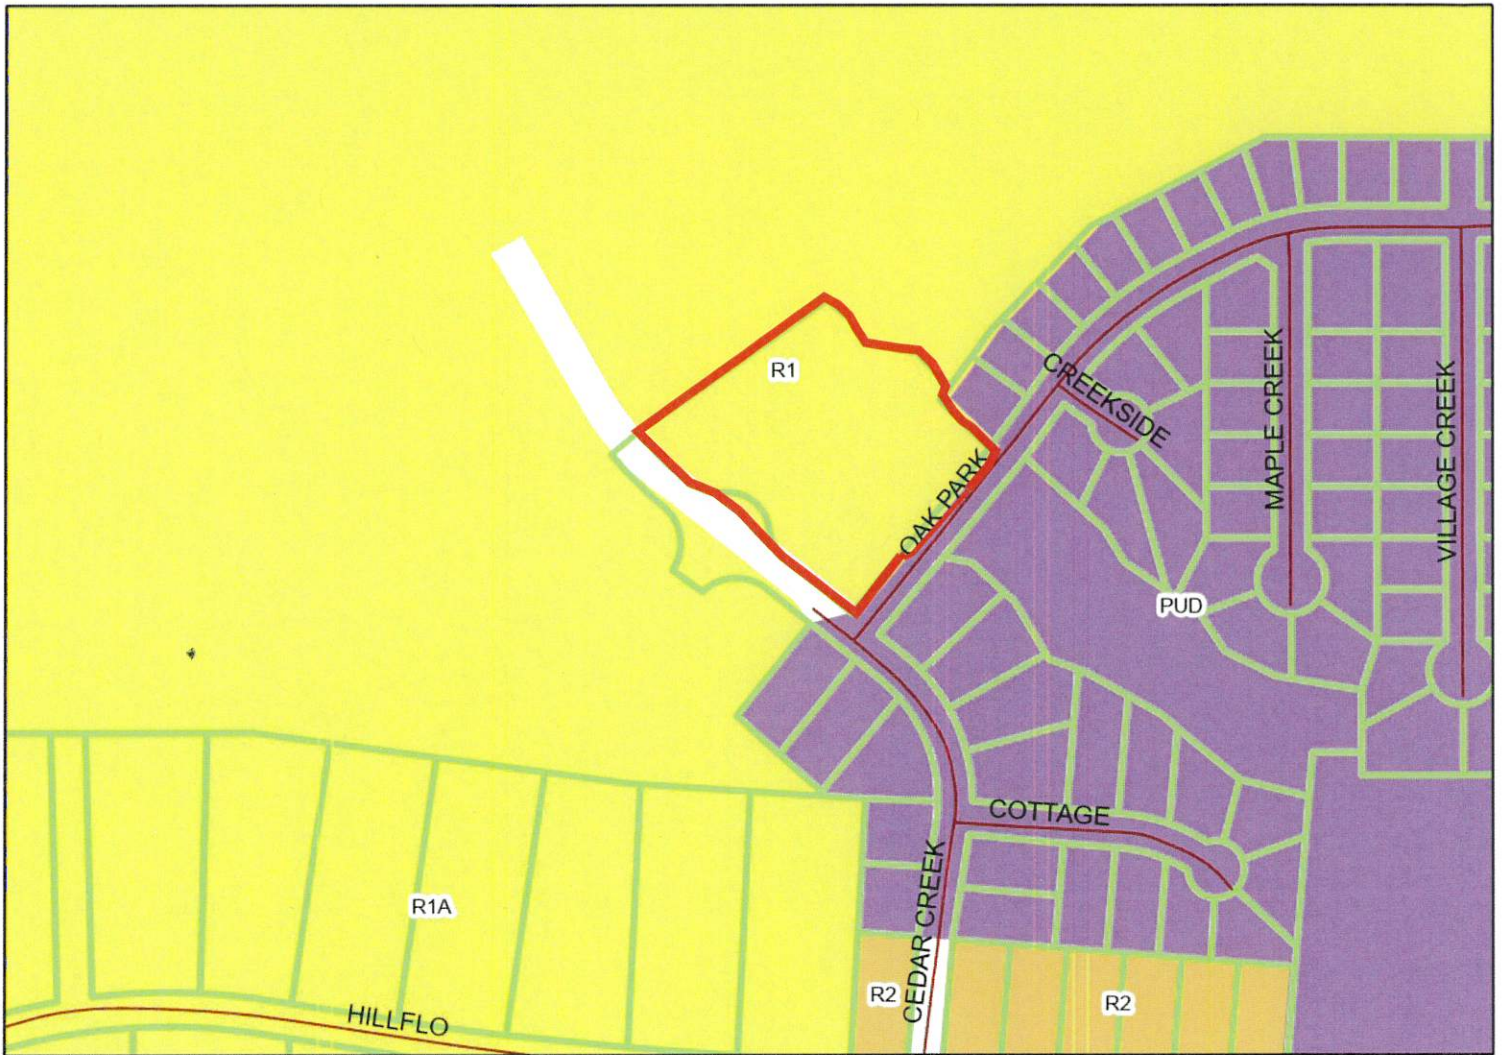 R1
CREEKSIDE
MAPLE CREEK
VILLAGE CREEK
OAK PARK
PUD
COTTAGE
R1A
CEDAR CREEK
R2
R2
HILLFLO